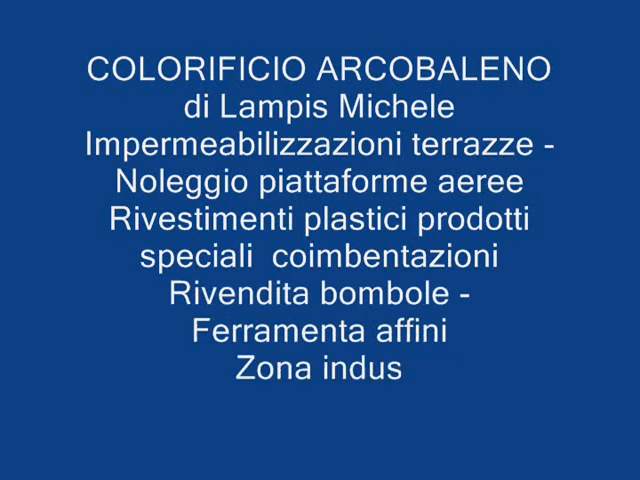 COLORIFICIO ARCOBALENO
di Lampis Michele
Impermeabilizzazioni terrazze -
Noleggio piattaforme aeree
Rivestimenti plastici prodotti
speciali  coimbentazioni
Rivendita bombole -
Ferramenta affini
Zona indus